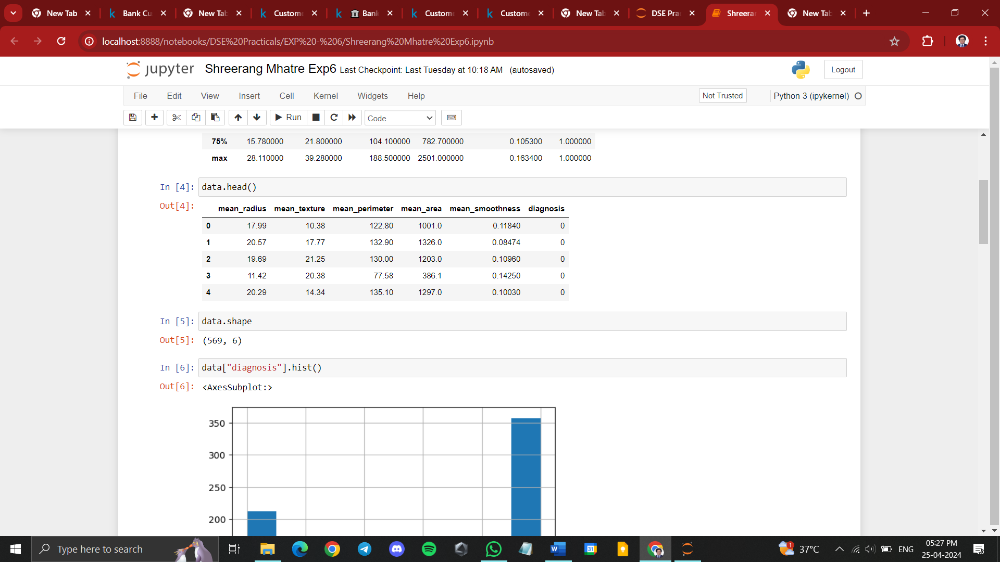 New Tab
Bank Cu
New Tab
Custome
Bank
Custome
Custome
New Tab
DSE Prac
Shreeran
New Tab
localhost:8888/notebooks/DSE%20Practicals/EXP%20-%206/Shreerang%20Mhatre%20Exp6.ipynb
jupyter Shreerang Mhatre Exp6 Last Checkpoint: Last Tuesday at 10:18 AM (autosaved)
Logout
File Edit View Insert Cell Kernel Widgets Help
Not Trusted
Python 3 (ipykernel)
Run
Code
75% 15.780000 21.800000 104.100000 782.700000 0.105300 1.000000
max 28.110000 39.280000 188.500000 2501.000000 0.163400 1.000000
In [4]: data.head()
Out[4]:
mean_radius mean_texture mean_perimeter mean_area mean_smoothness diagnosis
0 17.99 10.38 122.80 1001.0 0.11840 0
1 20.57 17.77 132.90 1326.0 0.08474 0
2 19.69 21.25 130.00 1203.0 0.10960 0
3 11.42 20.38 77.58 386.1 0.14250 0
4 20.29 14.34 135.10 1297.0 0.10030 0
In [5]: data.shape
Out[5]: (569, 6)
In [6]: data["diagnosis"].hist()
Out[6]: <AxesSubplot:>
350
300
250
200
Type here to search
W
31
1
37°C
ENG
05:27 PM
25-04-2024